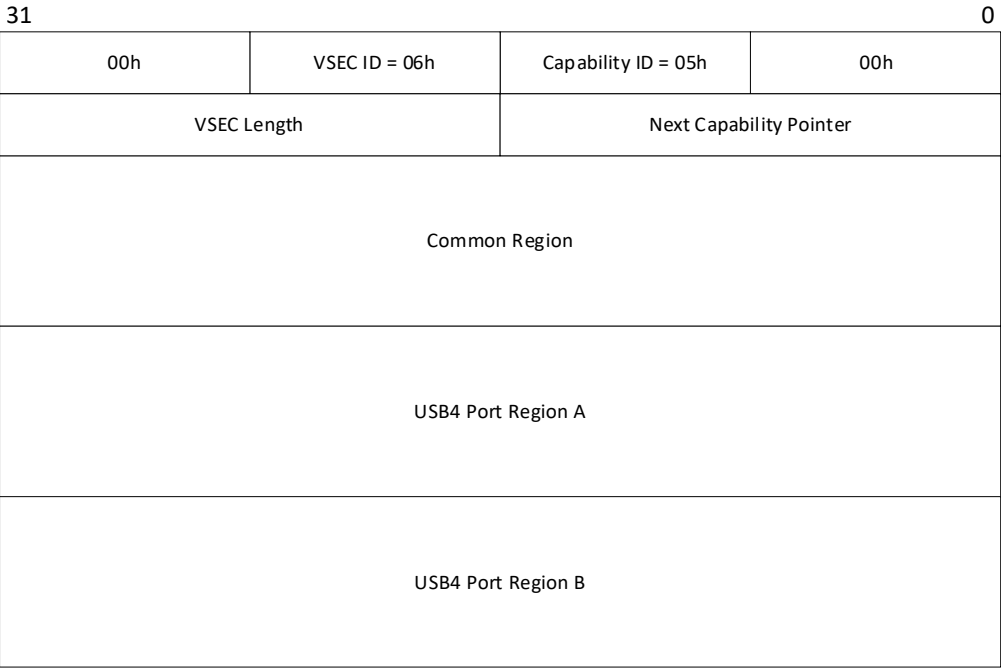 31 0
00h VSEC ID = 06h Capability ID = 05h 00h
VSEC Length Next Capability Pointer
Common Region
USB4 Port Region A
USB4 Port Region B